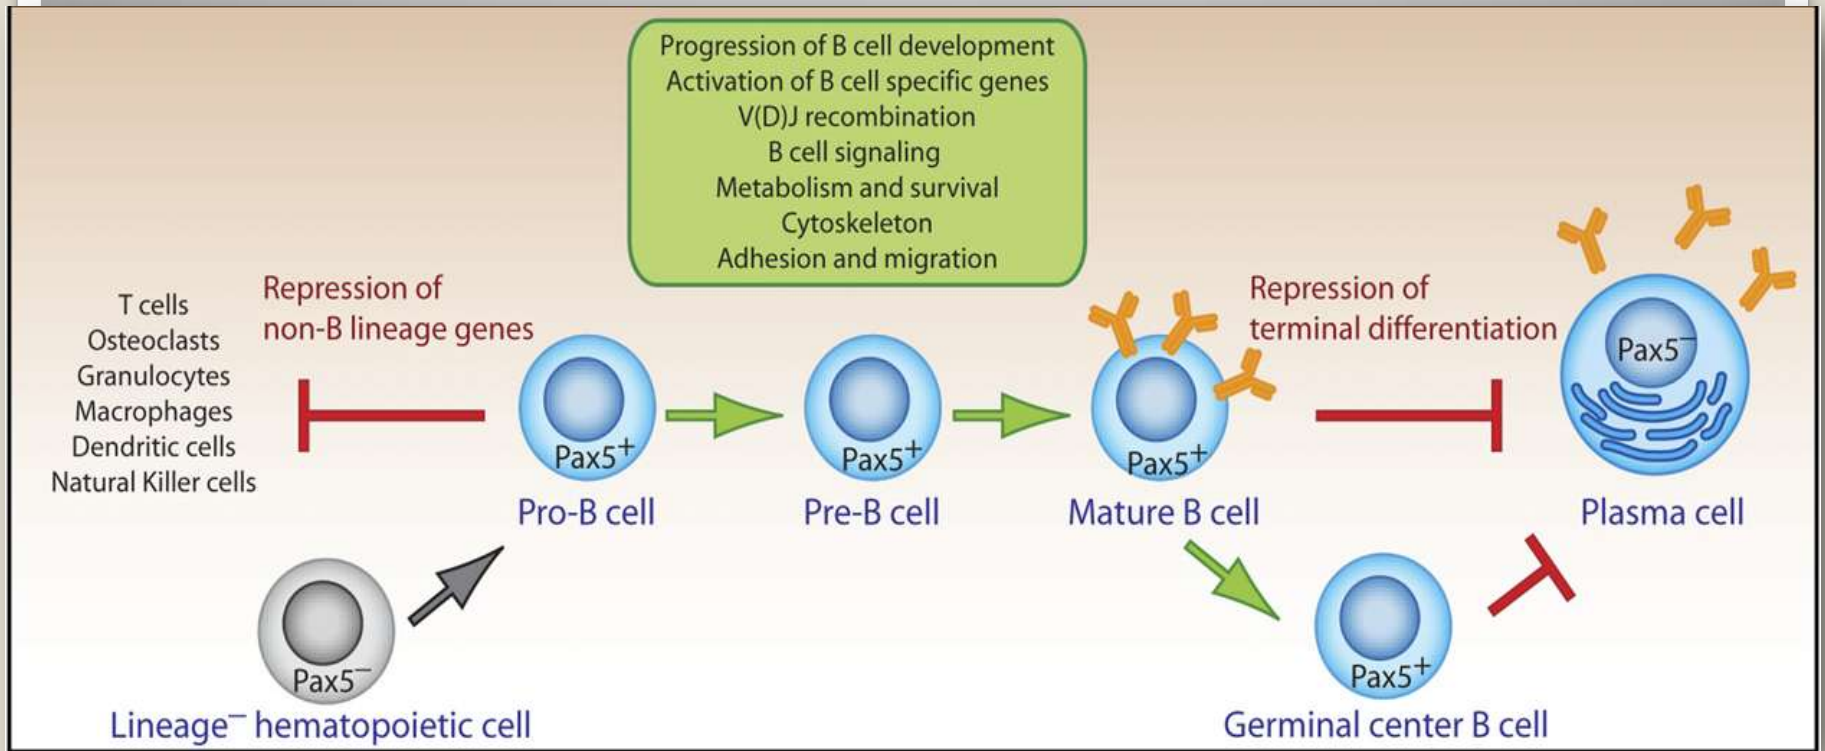 Progression of B cell development
Activation of B cell specific genes
V(D)J recombination
B cell signaling
Metabolism and survival
Cytoskeleton
Adhesion and migration
T cells
Osteoclasts
Granulocytes
Macrophages
Dendritic cells
Natural Killer cells
Repression of
non-B lineage genes
Repression of
terminal differentiation
Pax5⁺
Pro-B cell
Pax5⁺
Pre-B cell
Pax5⁺
Mature B cell
Pax5⁻
Plasma cell
Pax5⁻
Lineage⁻ hematopoietic cell
Pax5⁺
Germinal center B cell